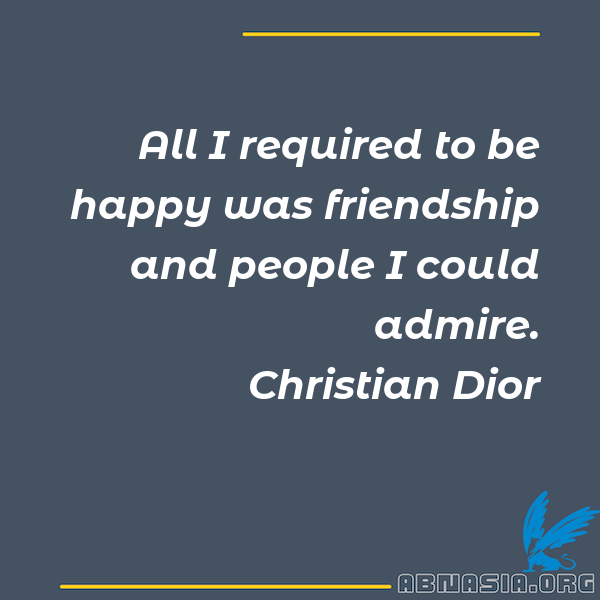 All I required to be
happy was friendship
and people I could
admire.
Christian Dior
ABNASIA.ORG